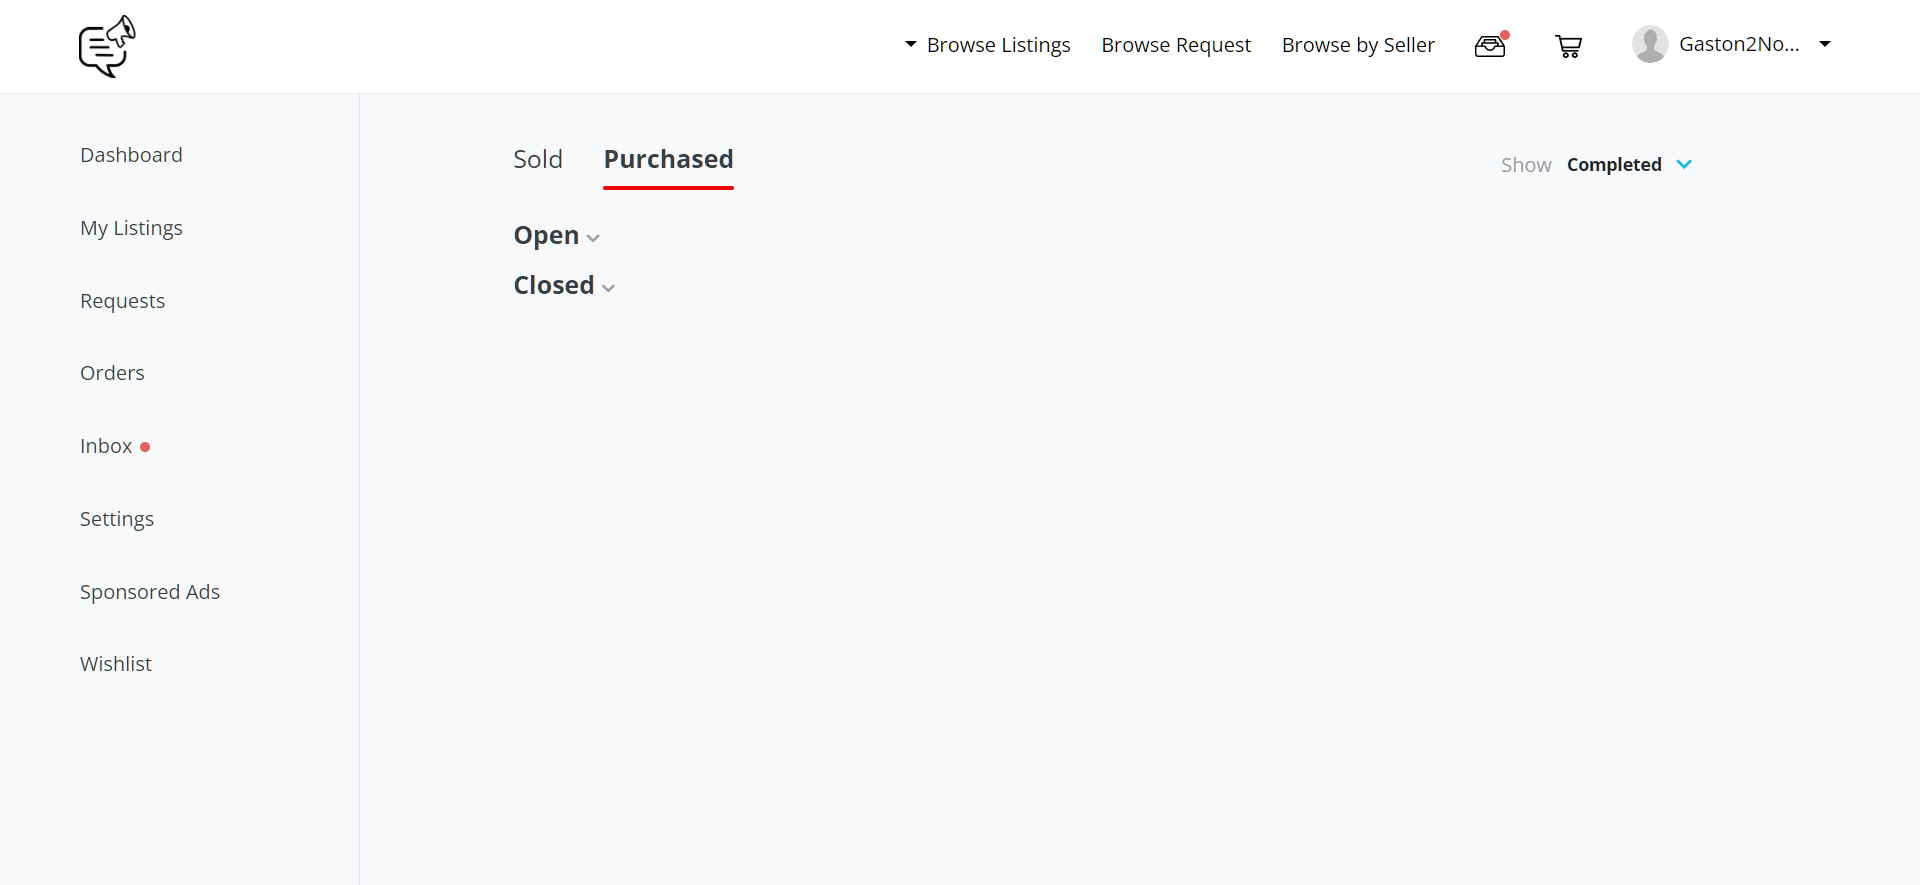 Browse Listings Browse Request Browse by Seller Gaston2No...
Dashboard
My Listings
Requests
Orders
Inbox
Settings
Sponsored Ads
Wishlist
Sold Purchased
Show Completed
Open
Closed